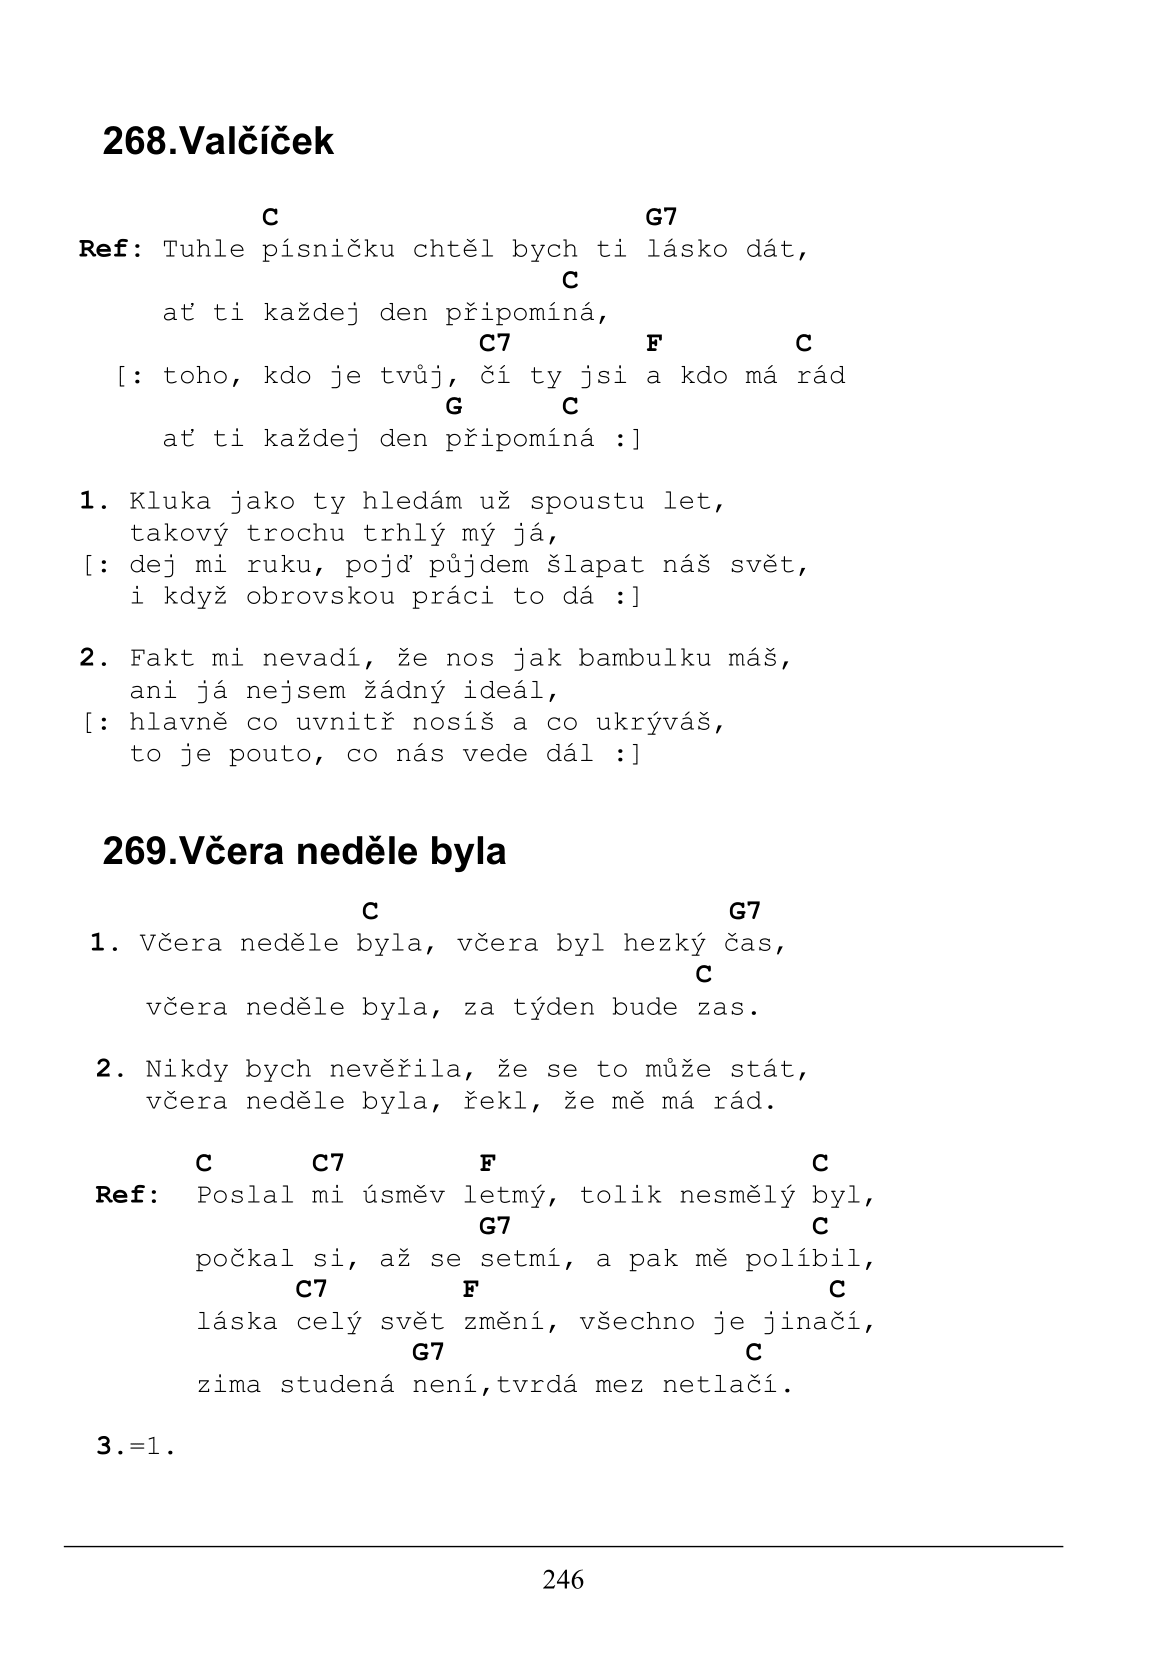 268.Valčíček
C G7
Ref: Tuhle písničku chtěl bych ti lásko dát,
C
ať ti každej den připomíná,
C7 F C
[: toho, kdo je tvůj, čí ty jsi a kdo má rád
G C
ať ti každej den připomíná :]
1. Kluka jako ty hledám už spoustu let,
takový trochu trhlý mý já,
[: dej mi ruku, pojď půjdem šlapat náš svět,
i když obrovskou práci to dá :]
2. Fakt mi nevadí, že nos jak bambulku máš,
ani já nejsem žádný ideál,
[: hlavně co uvnitř nosíš a co ukrýváš,
to je pouto, co nás vede dál :]
269.Včera neděle byla
C G7
1. Včera neděle byla, včera byl hezký čas,
C
včera neděle byla, za týden bude zas.
2. Nikdy bych nevěřila, že se to může stát,
včera neděle byla, řekl, že mě má rád.
C C7 F C
Ref: Poslal mi úsměv letmý, tolik nesmělý byl,
G7 C
počkal si, až se setmí, a pak mě políbil,
C7 F C
láska celý svět změní, všechno je jinačí,
G7 C
zima studená není,tvrdá mez netlačí.
3.=1.
246